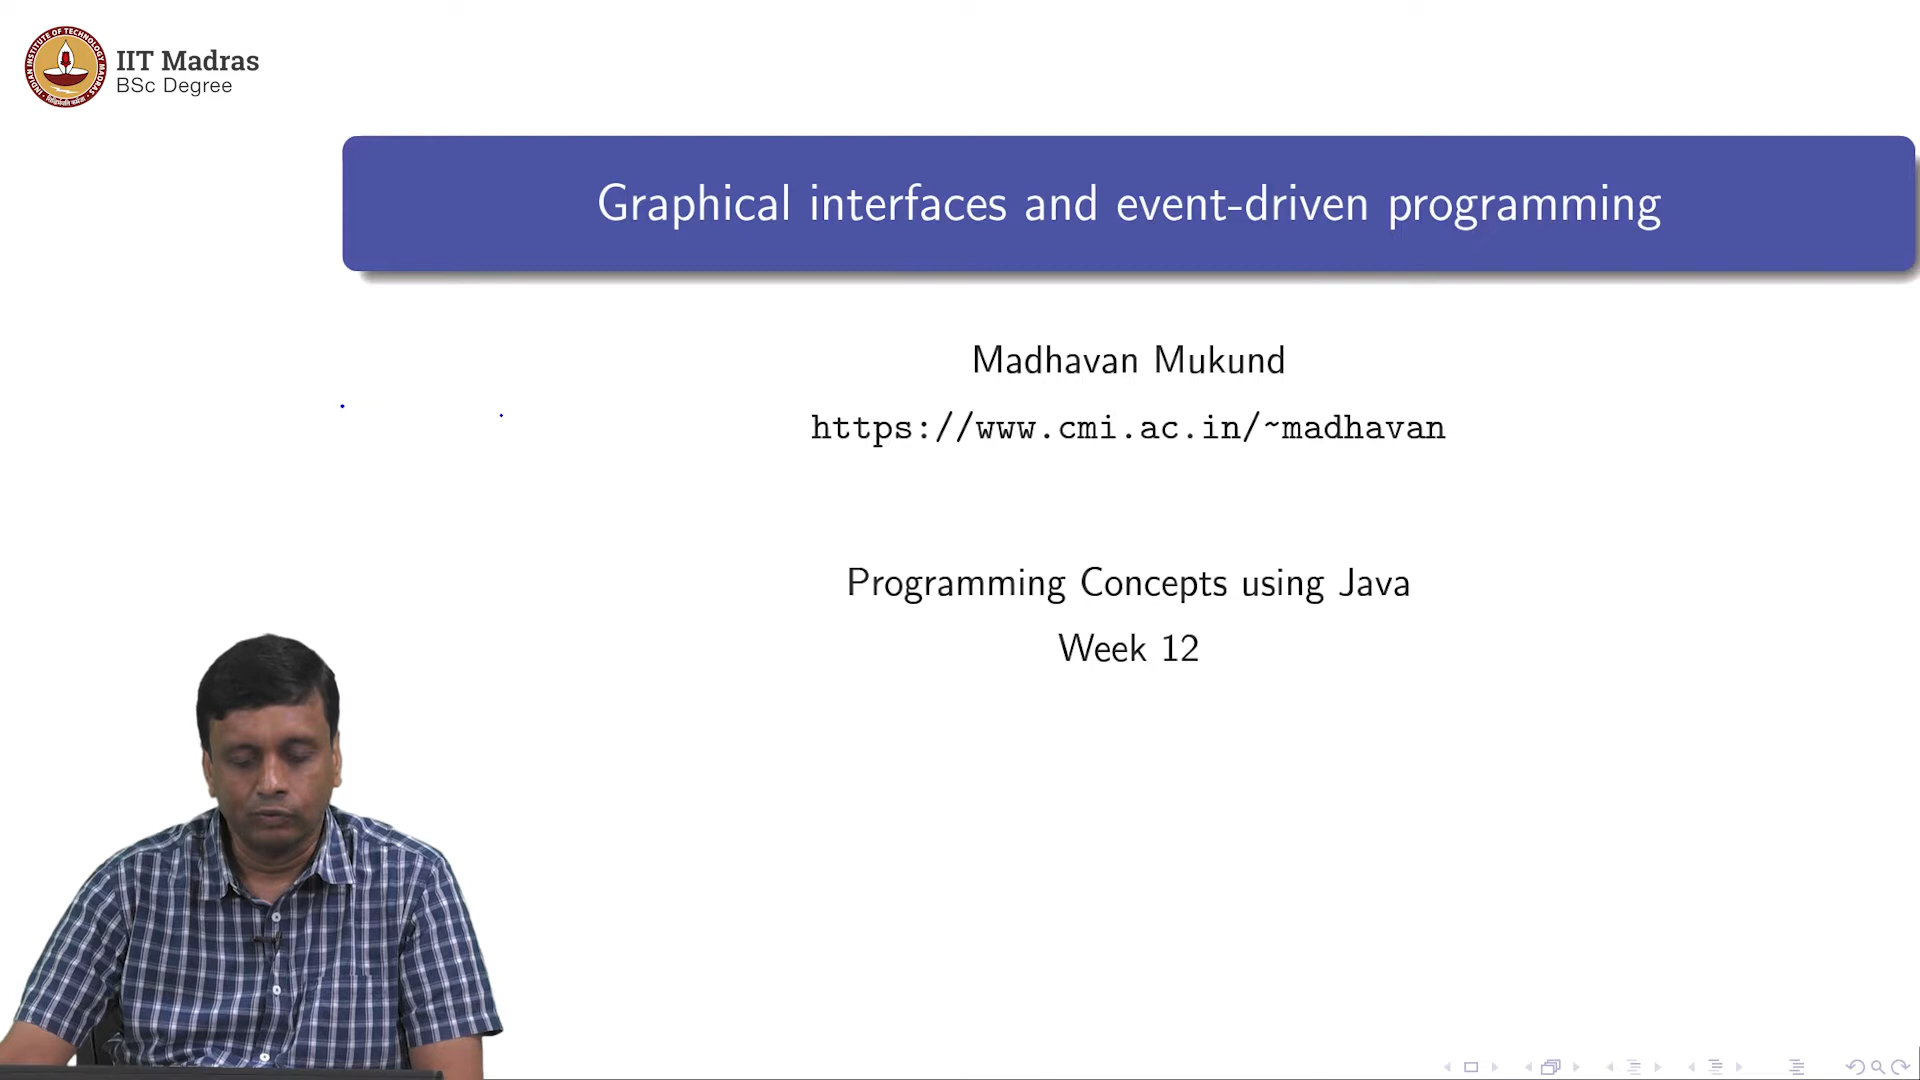 IIT Madras
BSc Degree
Graphical interfaces and event-driven programming
Madhavan Mukund
https://www.cmi.ac.in/~madhavan
Programming Concepts using Java
Week 12